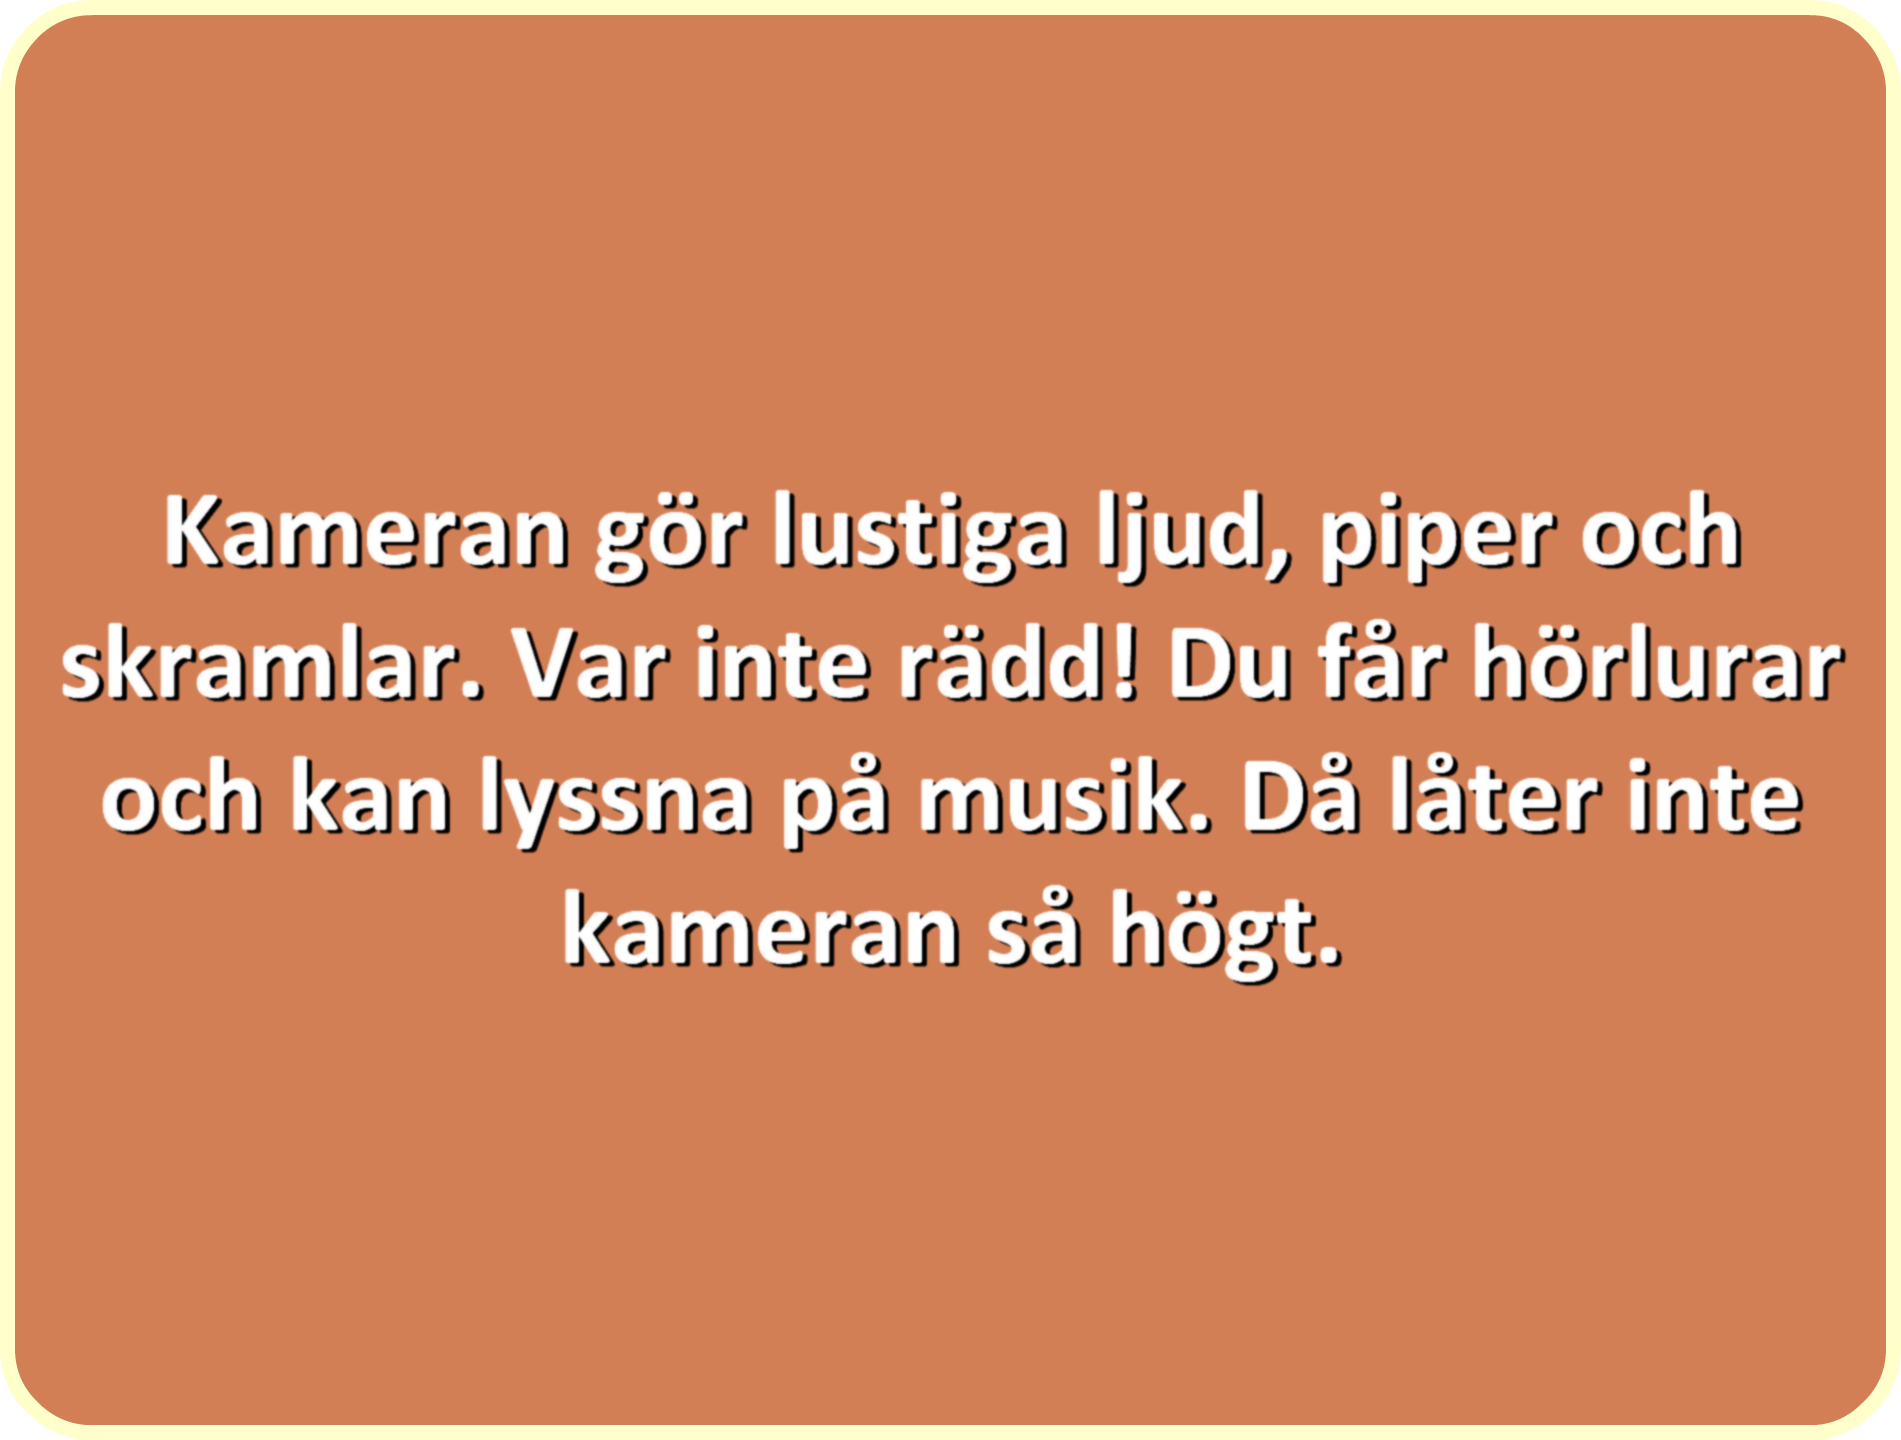 Kameran gör lustiga ljud, piper och
skramlar. Var inte rädd! Du får hörlurar
och kan lyssna på musik. Då låter inte
kameran så högt.